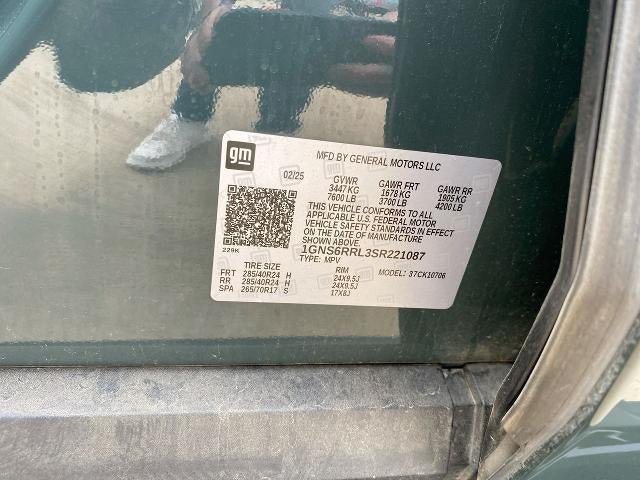 gm
MFD BY GENERAL MOTORS LLC
02/25 GVWR GAWR FRT GAWR RR
3447 KG 1678 KG 1905 KG
7600 LB 3700 LB 4200 LB
THIS VEHICLE CONFORMS TO ALL
APPLICABLE U.S. FEDERAL MOTOR
VEHICLE SAFETY STANDARDS IN EFFECT
ON THE DATE OF MANUFACTURE
SHOWN ABOVE.
229K 1GNS6RRL3SR221087
TYPE: MPV
TIRE SIZE RIM MODEL: 37CK10706
FRT 285/40R24 H 24X9.5J
RR 285/40R24 H 24X9.5J
SPA 265/70R17 S 17X8J